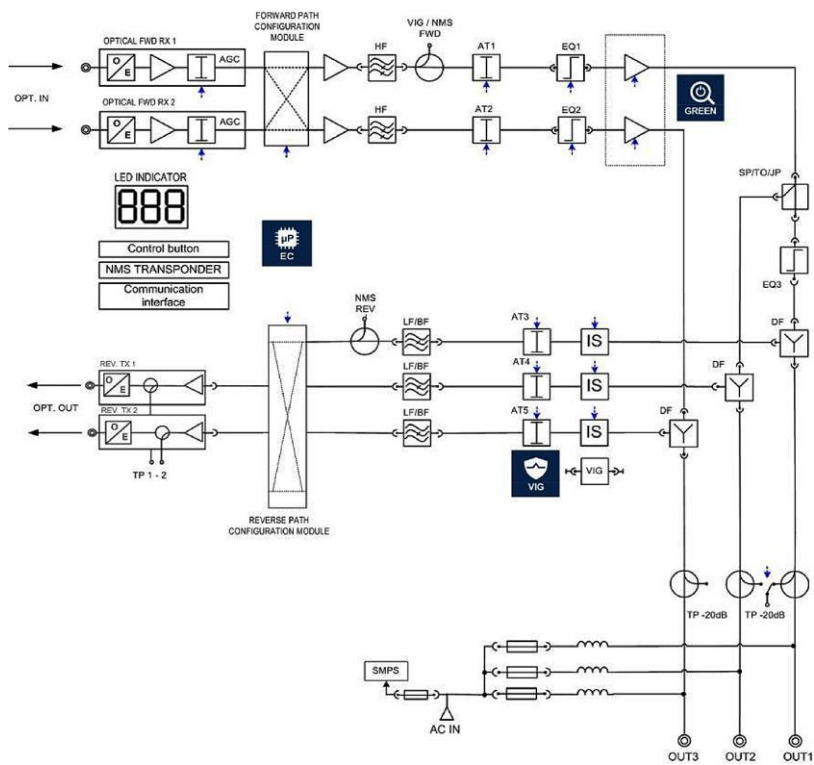 FORWARD PATH
CONFIGURATION
MODULE
VIG / NMS
FWD
OPTICAL FWD RX 1
O
E
AGC
HF
AT1
EQ1
OPT. IN
GREEN
OPTICAL FWD RX 2
O
E
AGC
HF
AT2
EQ2
SP/TO/JP
LED INDICATOR
888
µP
EC
Control button
NMS TRANSPONDER
Communication
interface
EQ3
NMS
REV
LF/BF
AT3
IS
DF
REV. TX 1
O
E
LF/BF
AT4
IS
DF
OPT. OUT
REV. TX 2
O
E
LF/BF
AT5
IS
DF
TP 1 - 2
VIG
VIG
REVERSE PATH
CONFIGURATION MODULE
TP -20dB
TP -20dB
SMPS
AC IN
OUT3
OUT2
OUT1